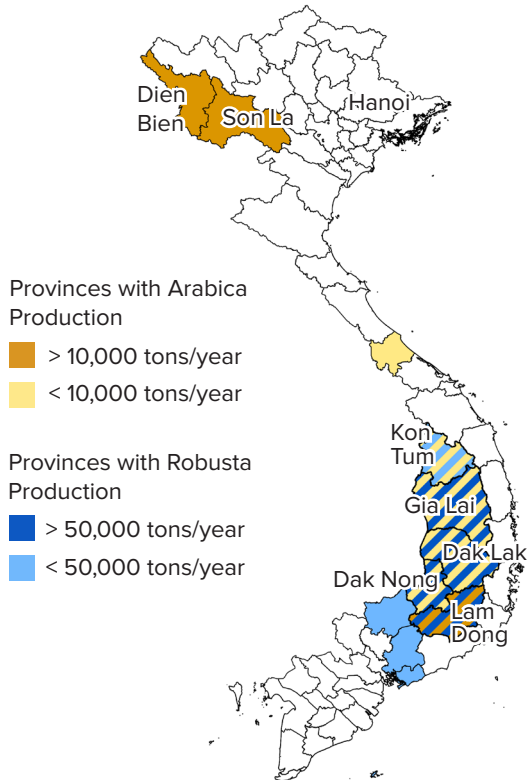 Dien
Bien
Son La
Hanoi
Provinces with Arabica
Production
> 10,000 tons/year
< 10,000 tons/year
Kon
Tum
Provinces with Robusta
Production
> 50,000 tons/year
< 50,000 tons/year
Gia Lai
Dak Lak
Dak Nong
Lam
Dong